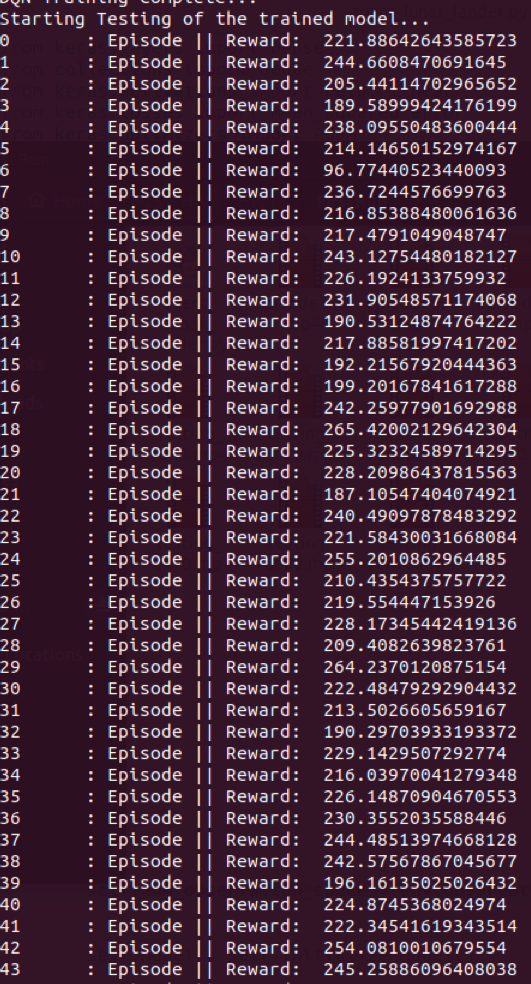 DQN Training Complete...
Starting Testing of the trained model...
0 : Episode || Reward: 221.88642643585723
1 : Episode || Reward: 244.6608470691645
2 : Episode || Reward: 205.44114702965652
3 : Episode || Reward: 189.58999424176199
4 : Episode || Reward: 238.09550483600444
5 : Episode || Reward: 214.14650152974167
6 : Episode || Reward: 96.77440523440093
7 : Episode || Reward: 236.7244576699763
8 : Episode || Reward: 216.85388480061636
9 : Episode || Reward: 217.4791049048747
10 : Episode || Reward: 243.12754480182127
11 : Episode || Reward: 226.1924133759932
12 : Episode || Reward: 231.90548571174068
13 : Episode || Reward: 190.53124874764222
14 : Episode || Reward: 217.88581997417202
15 : Episode || Reward: 192.21567920444363
16 : Episode || Reward: 199.20167841617288
17 : Episode || Reward: 242.25977901692988
18 : Episode || Reward: 265.42002129642304
19 : Episode || Reward: 225.32324589714295
20 : Episode || Reward: 228.20986437815563
21 : Episode || Reward: 187.10547404074921
22 : Episode || Reward: 240.49097878483292
23 : Episode || Reward: 221.58430031668084
24 : Episode || Reward: 255.2010862964485
25 : Episode || Reward: 210.4354375757722
26 : Episode || Reward: 219.554447153926
27 : Episode || Reward: 228.17345442419136
28 : Episode || Reward: 209.4082639823761
29 : Episode || Reward: 264.2370120875154
30 : Episode || Reward: 222.48479292904432
31 : Episode || Reward: 213.5026605659167
32 : Episode || Reward: 190.29703933193372
33 : Episode || Reward: 229.1429507292774
34 : Episode || Reward: 216.03970041279348
35 : Episode || Reward: 226.14870904670553
36 : Episode || Reward: 230.3552035588446
37 : Episode || Reward: 244.48513974668128
38 : Episode || Reward: 242.57567867045677
39 : Episode || Reward: 196.16135025026432
40 : Episode || Reward: 224.8745368024974
41 : Episode || Reward: 222.34541619343514
42 : Episode || Reward: 254.0810010679554
43 : Episode || Reward: 245.25886096408038